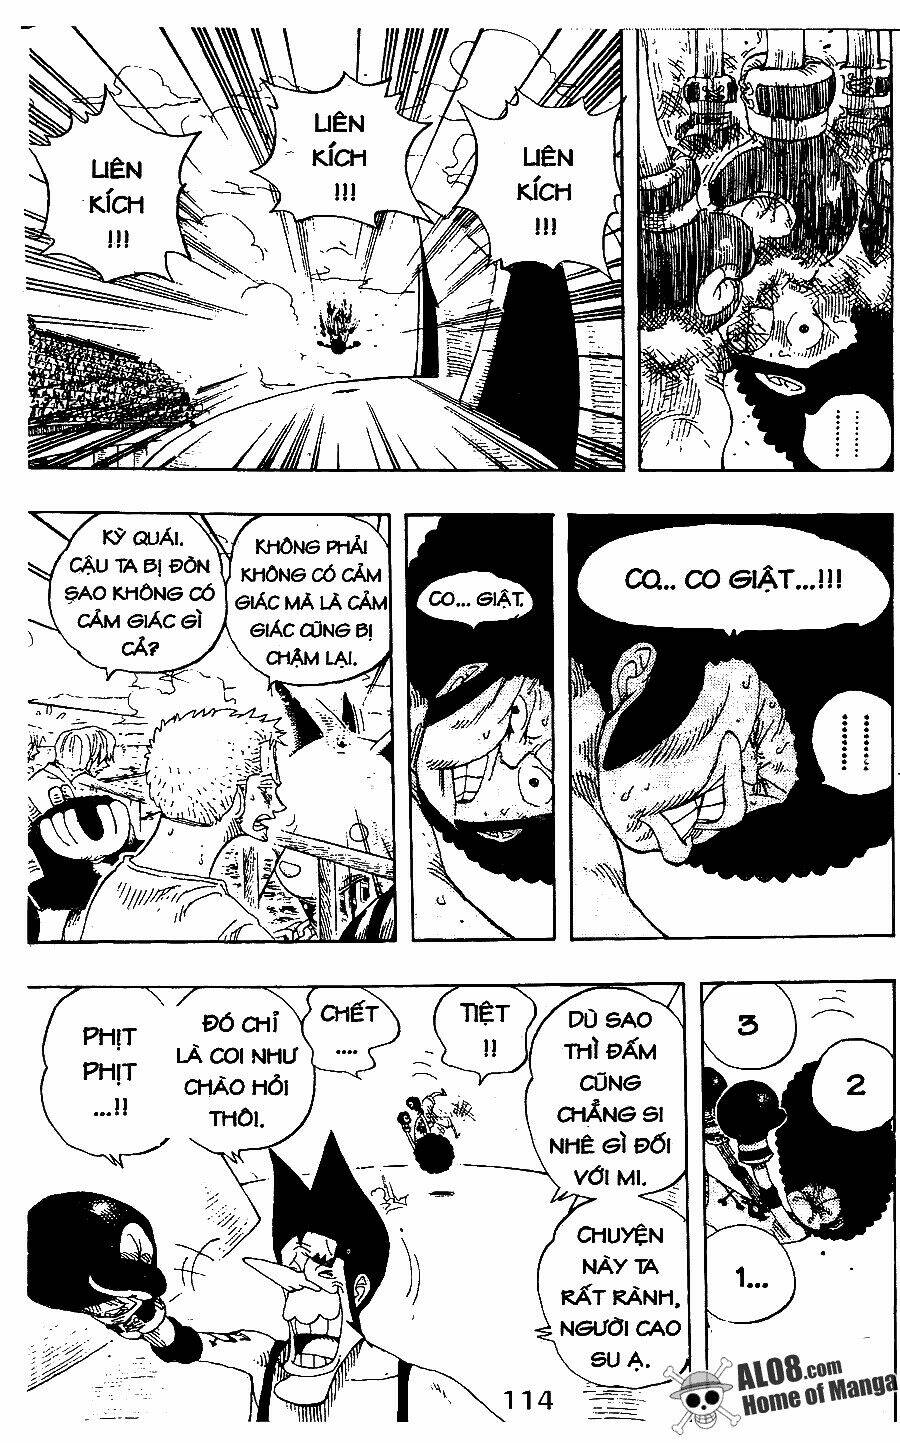 LIÊN
KÍCH
!!!
LIÊN
KÍCH
!!!
LIÊN
KÍCH
!!!
CO... CO GIẬT...!!!
CO... GIẬT.
KHÔNG PHẢI
KHÔNG CÓ CẢM
GIÁC MÀ LÀ CẢM
GIÁC CŨNG BỊ
CHẬM LẠI.
KỲ QUÁI.
CẬU TA BỊ ĐÒN
SAO KHÔNG CÓ
CẢM GIÁC GÌ
CẢ?
3
2
1...
DÙ SAO
THÌ ĐẤM
CŨNG
CHẲNG SI
NHÊ GÌ ĐỐI
VỚI MI.
CHUYỆN
NÀY TA
RẤT RÀNH,
NGƯỜI CAO
SU Ạ.
TIỆT
!!
CHẾT
....
ĐÓ CHỈ
LÀ COI NHƯ
CHÀO HỎI
THÔI.
PHỊT
PHỊT
...!!
114
ALO8.com
Home of Manga